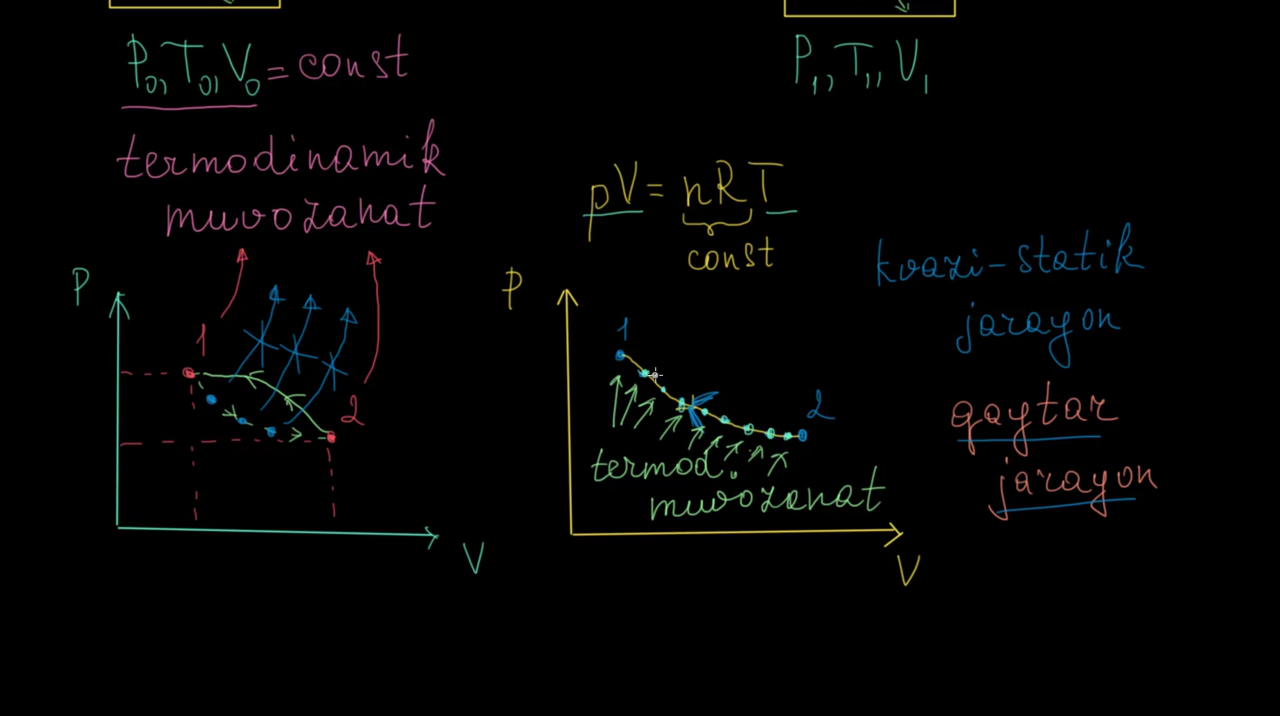 P₀, T₀, V₀ = const
P₁, T₁, V₁
termodinamik
muvozanat
pV = nRT
const
kvazi-statik
jarayon
qaytar
jarayon
P
1
2
V
P
1
2
termod.
muvozanat
V